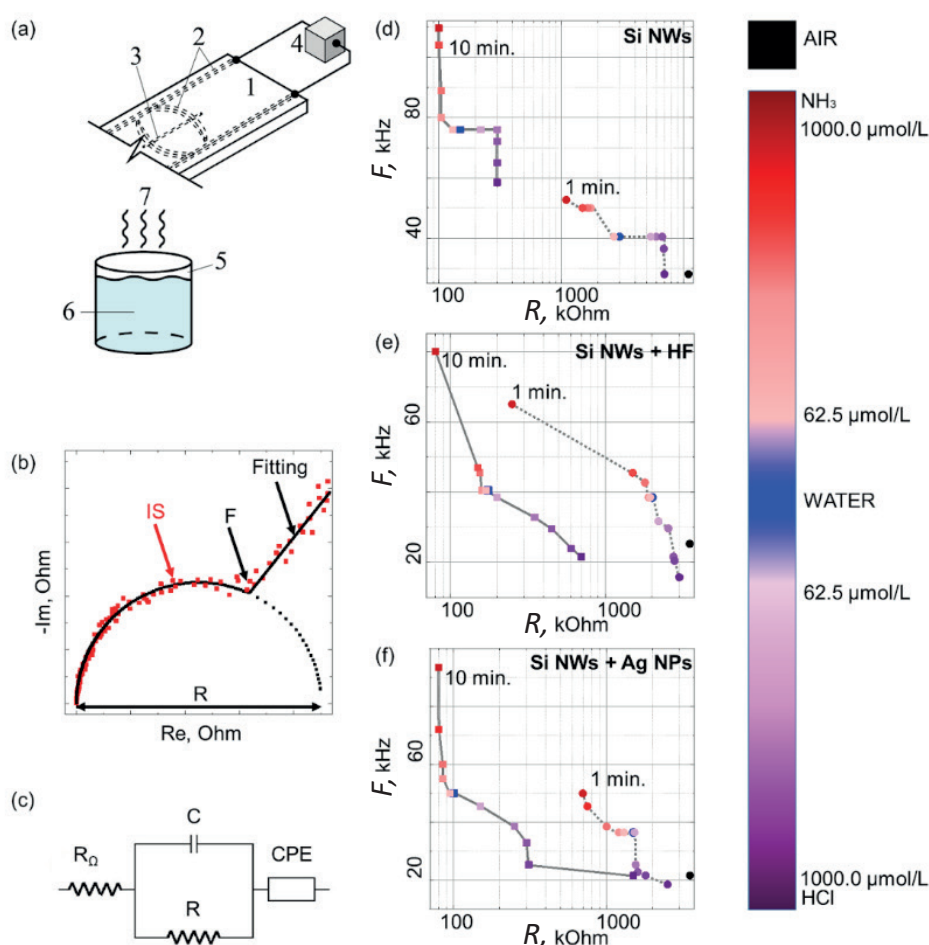 (a)
1
2
3
4
5
6
7
(b)
-Im, Ohm
IS
F
Fitting
R
Re, Ohm
(c)
RΩ
C
R
CPE
(d)
Si NWs
10 min.
1 min.
F, kHz
80
40
100
1000
R, kOhm
(e)
Si NWs + HF
10 min.
1 min.
F, kHz
60
20
100
1000
R, kOhm
(f)
Si NWs + Ag NPs
10 min.
1 min.
F, kHz
60
20
100
1000
R, kOhm
AIR
NH₃
1000.0 µmol/L
62.5 µmol/L
WATER
62.5 µmol/L
1000.0 µmol/L
HCl